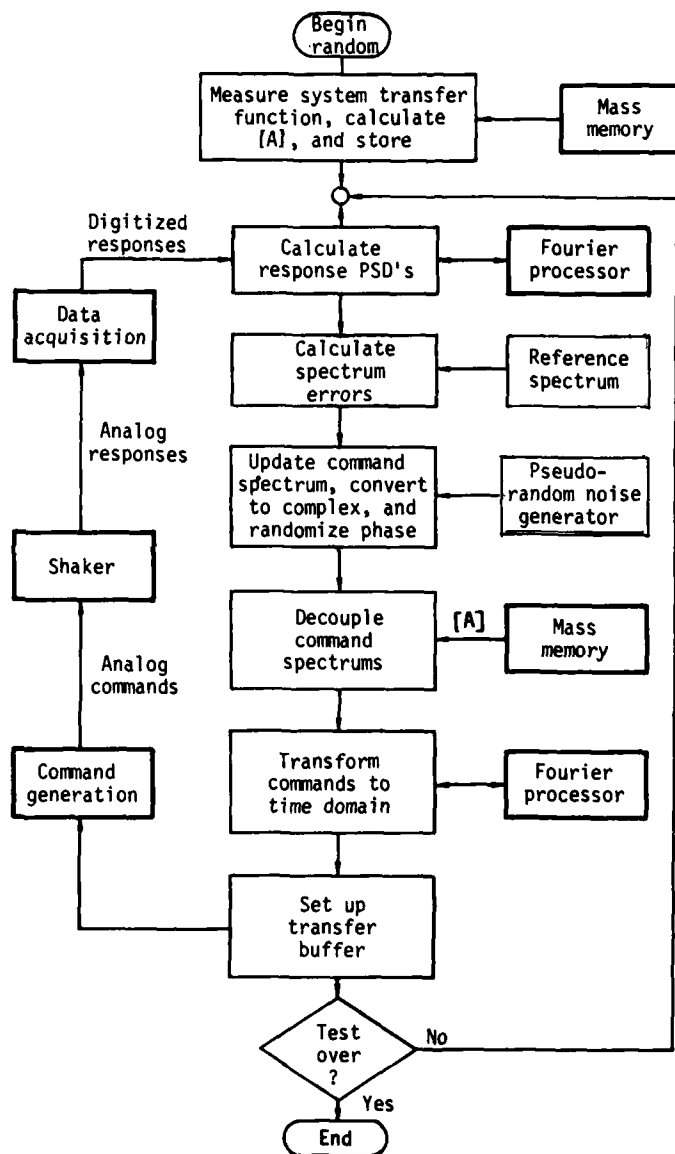 Begin
random
Measure system transfer
function, calculate
[A], and store
Mass
memory
Digitized
responses
Calculate
response PSD's
Fourier
processor
Data
acquisition
Calculate
spectrum
errors
Reference
spectrum
Analog
responses
Update command
spectrum, convert
to complex, and
randomize phase
Pseudo-
random noise
generator
Shaker
Decouple
command
spectrums
[A]
Mass
memory
Analog
commands
Command
generation
Transform
commands to
time domain
Fourier
processor
Set up
transfer
buffer
Test
over
?
No
Yes
End